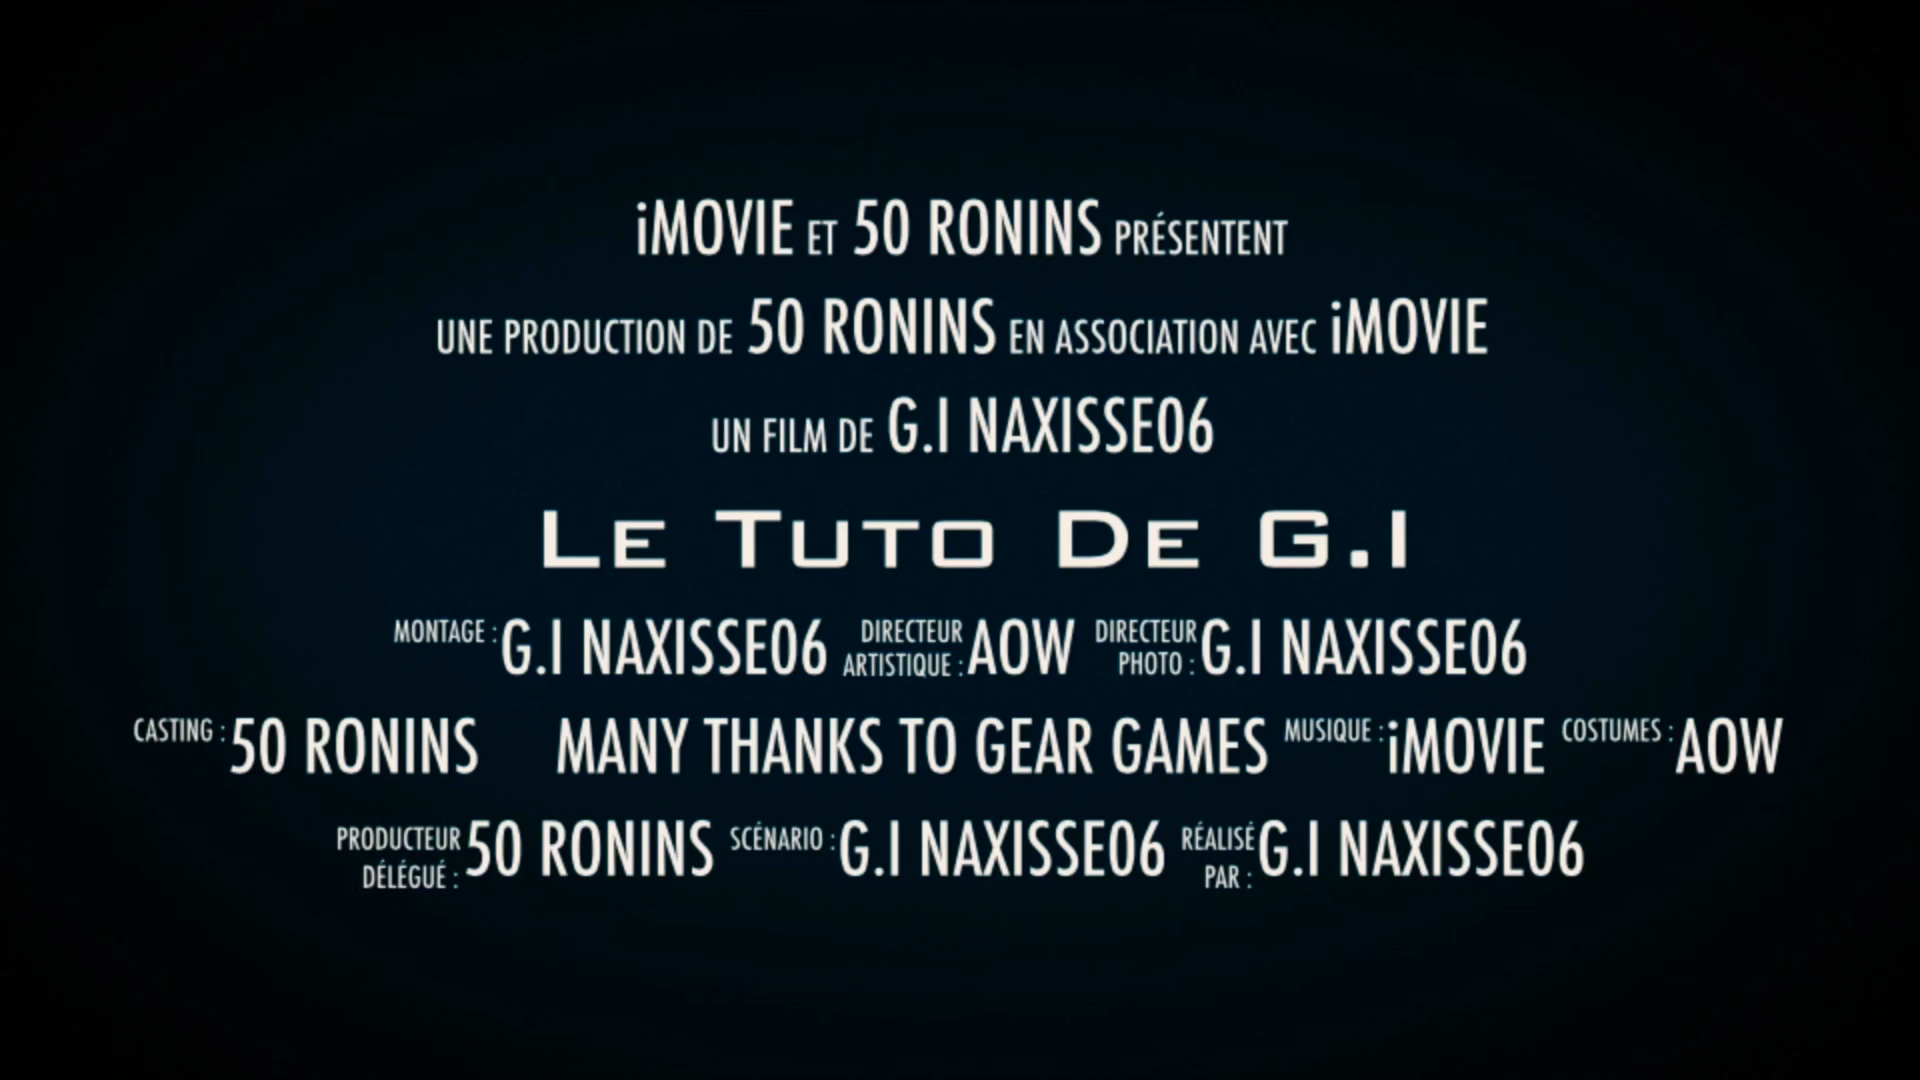 iMOVIE ET 50 RONINS PRÉSENTENT
UNE PRODUCTION DE 50 RONINS EN ASSOCIATION AVEC iMOVIE
UN FILM DE G.I NAXISSE06
LE TUTO DE G.I
MONTAGE : G.I NAXISSE06 DIRECTEUR ARTISTIQUE : AOW DIRECTEUR PHOTO : G.I NAXISSE06
CASTING : 50 RONINS MANY THANKS TO GEAR GAMES MUSIQUE : iMOVIE COSTUMES : AOW
PRODUCTEUR DÉLÉGUÉ : 50 RONINS SCÉNARIO : G.I NAXISSE06 RÉALISÉ PAR : G.I NAXISSE06